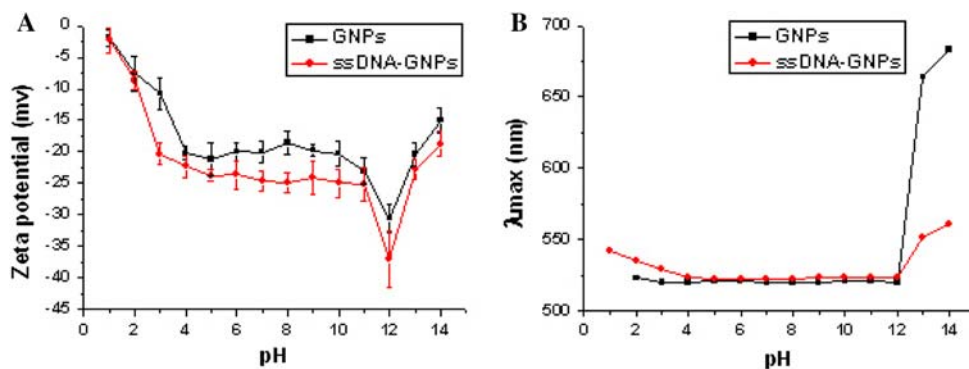 A
GNPs
ssDNA-GNPs
Zeta potential (mv)
0
-5
-10
-15
-20
-25
-30
-35
-40
-45
0 2 4 6 8 10 12 14
pH
B
GNPs
ssDNA-GNPs
λmax (nm)
700
650
600
550
500
0 2 4 6 8 10 12 14
pH